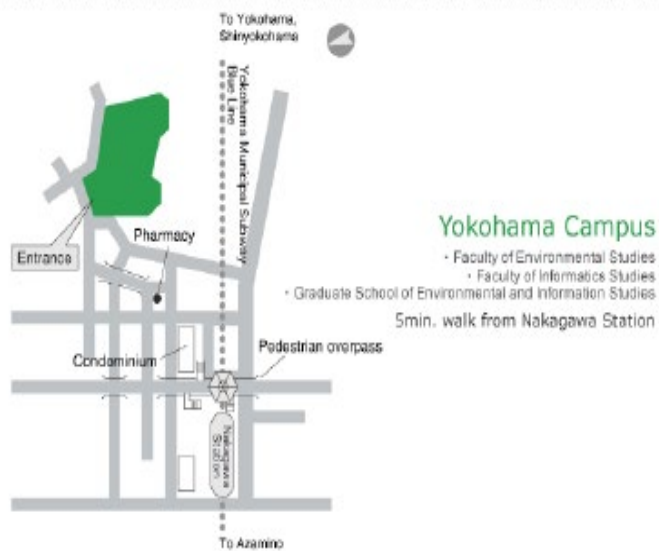 To Yokohama,
Shinyokohama
Yokohama Municipal Subway
Blue Line
Entrance
Pharmacy
Yokohama Campus
・Faculty of Environmental Studies
・Faculty of Informatics Studies
・Graduate School of Environmental and Information Studies
5min. walk from Nakagawa Station
Condominium
Pedestrian overpass
Nakagawa
Station
To Azamino